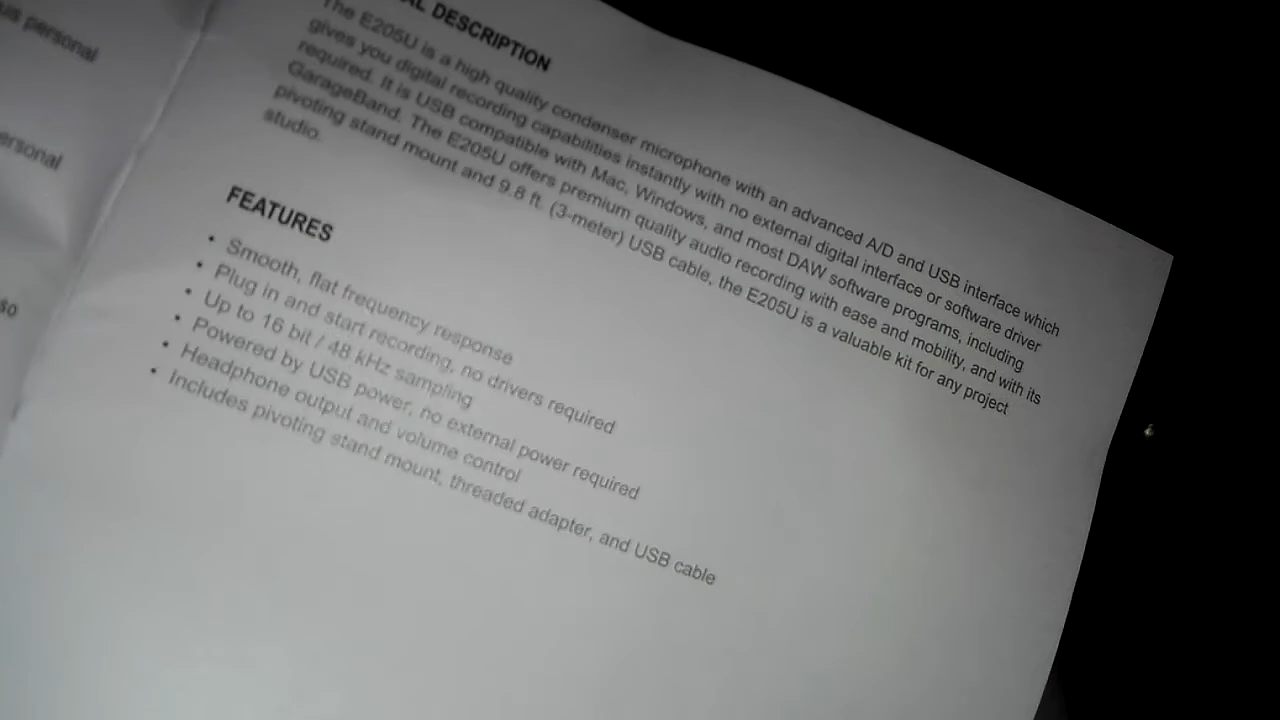 us personal
ersonal
so
AL DESCRIPTION
The E205U is a high quality condenser microphone with an advanced A/D and USB interface which
gives you digital recording capabilities instantly with no external digital interface or software driver
required. It is USB compatible with Mac, Windows, and most DAW software programs, including
GarageBand. The E205U offers premium quality audio recording with ease and mobility, and with its
pivoting stand mount and 9.8 ft. (3-meter) USB cable, the E205U is a valuable kit for any project
studio.
FEATURES
• Smooth, flat frequency response
• Plug in and start recording, no drivers required
• Up to 16 bit / 48 kHz sampling
• Powered by USB power, no external power required
• Headphone output and volume control
• Includes pivoting stand mount, threaded adapter, and USB cable